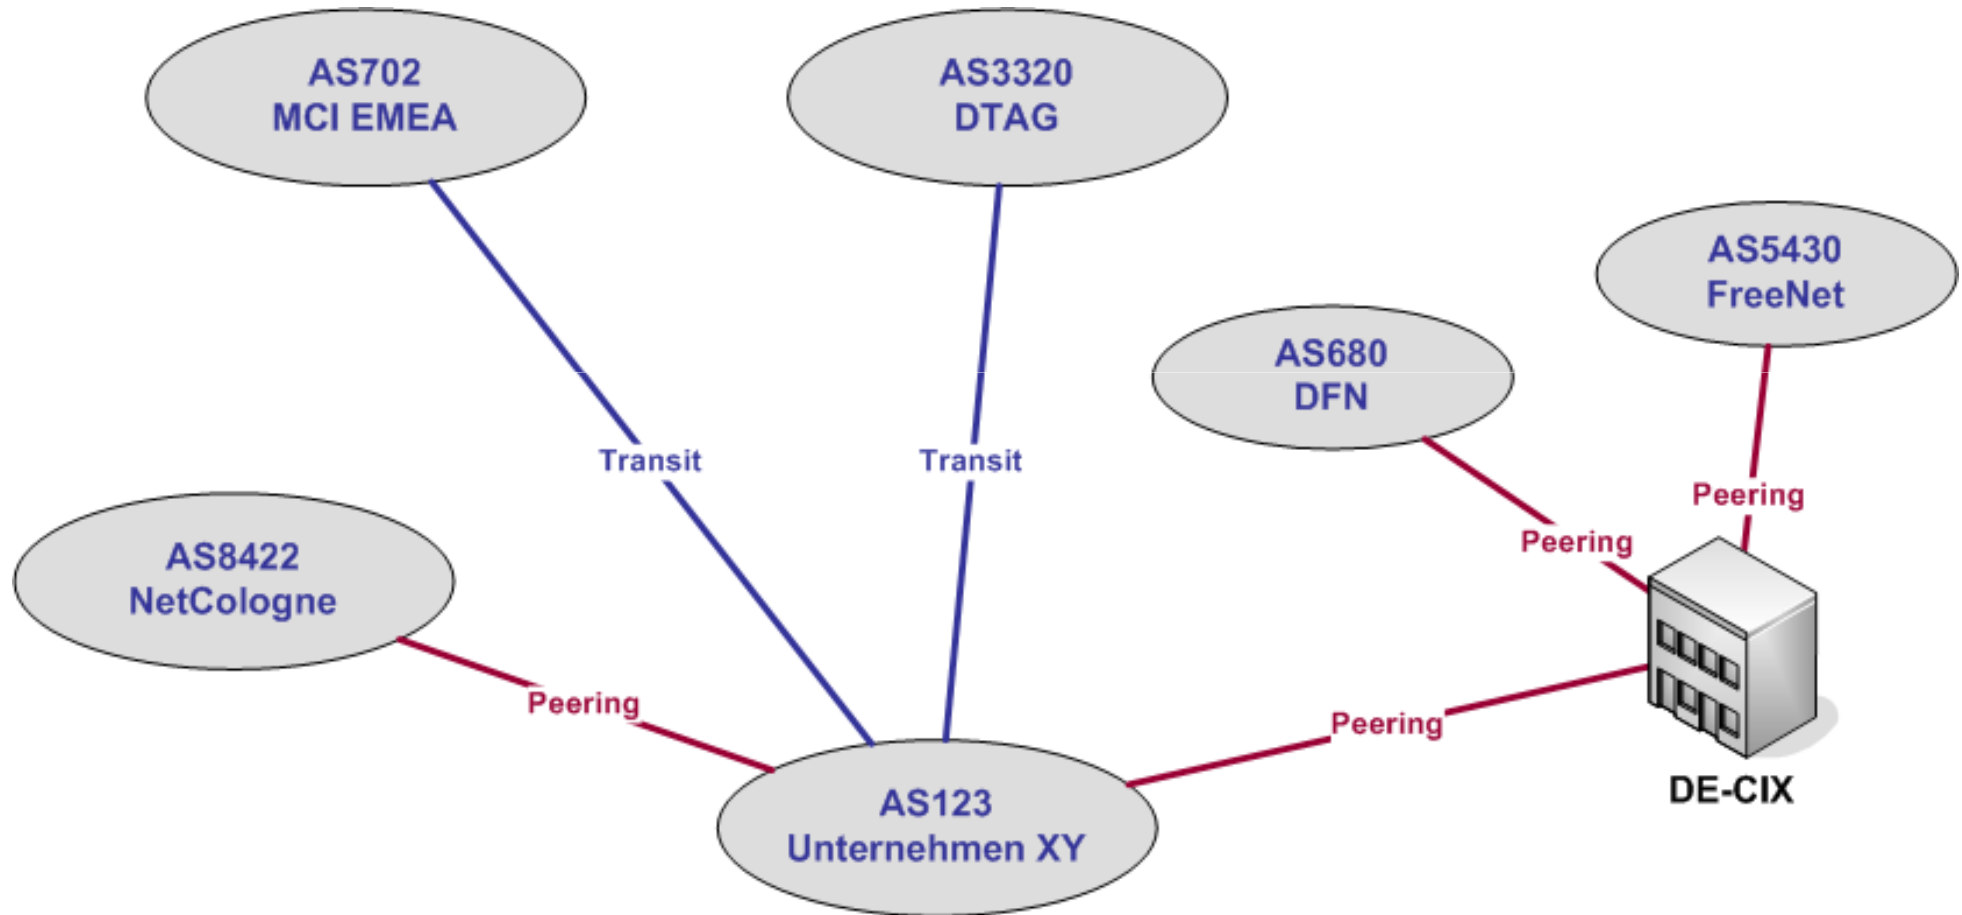 AS702
MCI EMEA
AS3320
DTAG
AS5430
FreeNet
AS680
DFN
Transit
Transit
Peering
Peering
AS8422
NetCologne
Peering
Peering
DE-CIX
AS123
Unternehmen XY